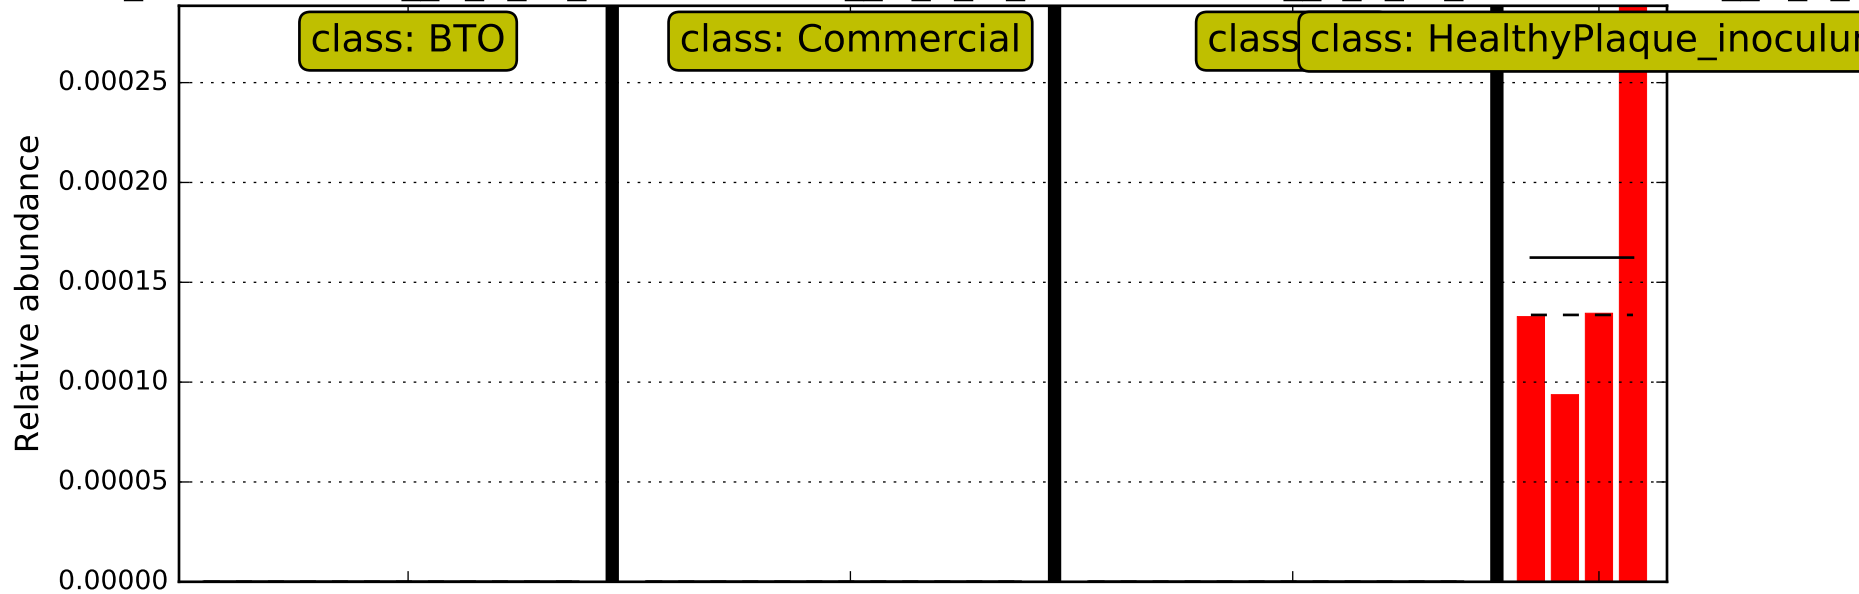 class: BTO
class: Commercial
class
class: HealthyPlaque_inoculu
0.00025
0.00020
0.00015
0.00010
0.00005
0.00000
Relative abundance